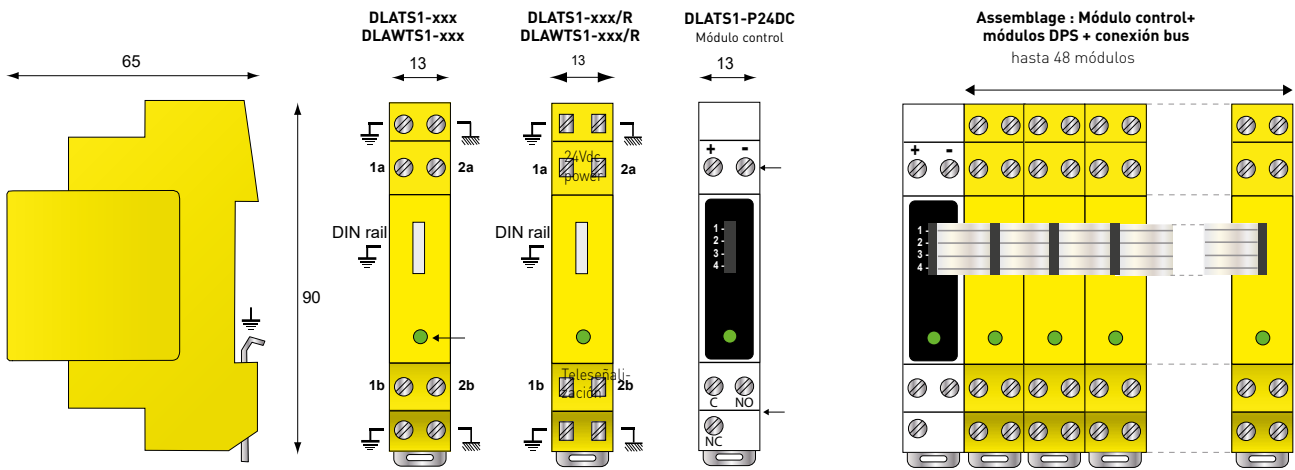 DLATS1-xxx
DLAWTS1-xxx
DLATS1-xxx/R
DLAWTS1-xxx/R
DLATS1-P24DC
Módulo control
Assemblage : Módulo control+
módulos DPS + conexión bus
hasta 48 módulos
65
13
13
13
90
1a
2a
DIN rail
1b
2b
1a
24Vdc
power
2a
DIN rail
1b
Teleseñali-
zación
2b
+ -
1 -
2 -
3 -
4 -
C NO
NC
+ -
1 -
2 -
3 -
4 -